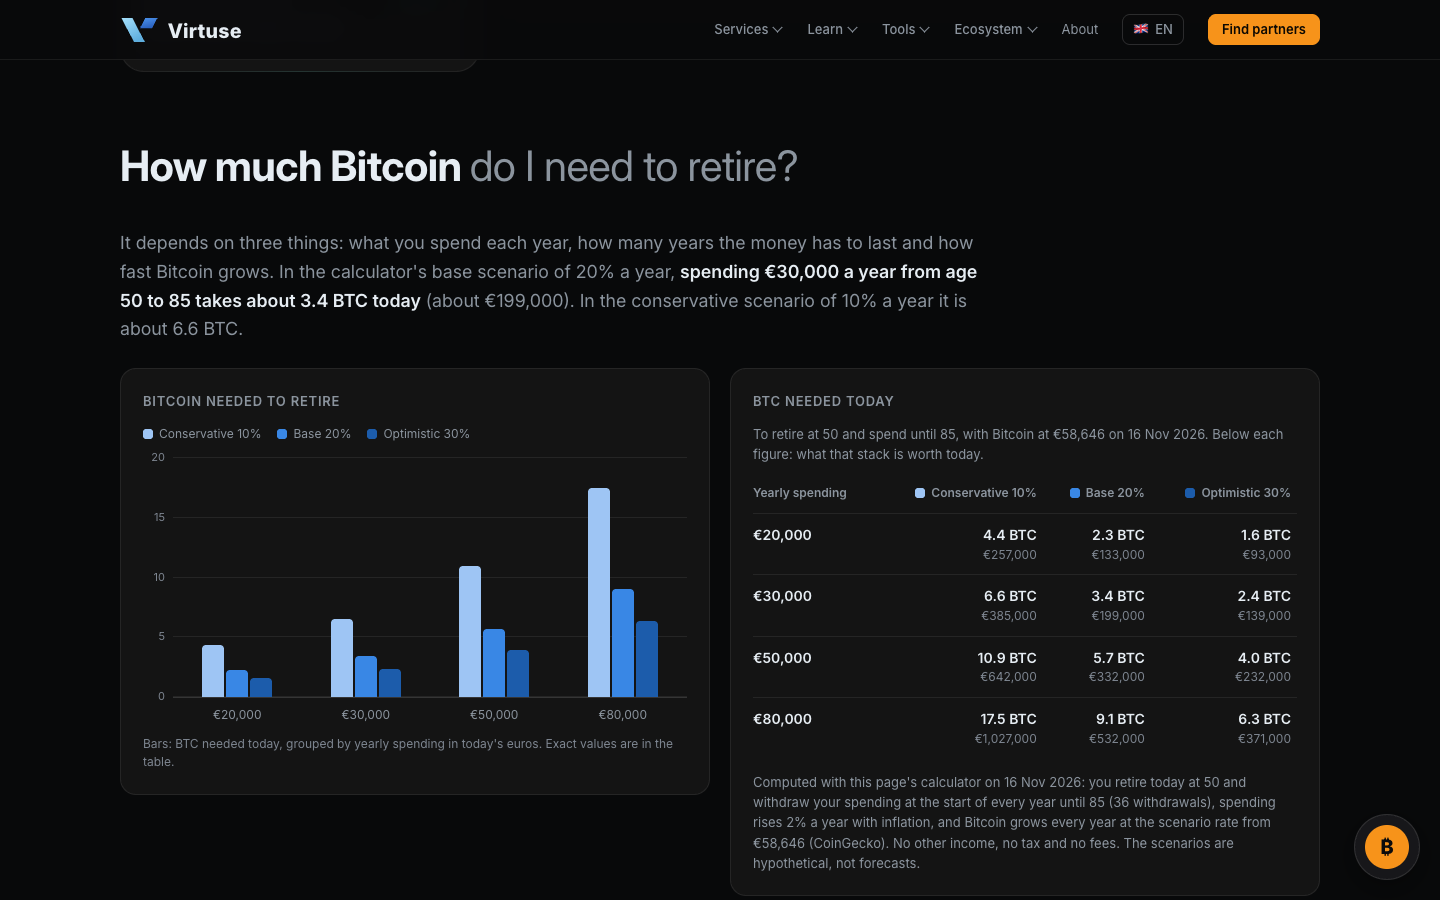 Virtuse
Services
Learn
Tools
Ecosystem
About
EN
Find partners
How much Bitcoin do I need to retire?
It depends on three things: what you spend each year, how many years the money has to last and how
fast Bitcoin grows. In the calculator's base scenario of 20% a year, spending €30,000 a year from age
50 to 85 takes about 3.4 BTC today (about €199,000). In the conservative scenario of 10% a year it is
about 6.6 BTC.
BITCOIN NEEDED TO RETIRE
Conservative 10% Base 20% Optimistic 30%
20
15
10
5
0
€20,000 €30,000 €50,000 €80,000
Bars: BTC needed today, grouped by yearly spending in today's euros. Exact values are in the
table.
BTC NEEDED TODAY
To retire at 50 and spend until 85, with Bitcoin at €58,646 on 16 Nov 2026. Below each
figure: what that stack is worth today.
Yearly spending Conservative 10% Base 20% Optimistic 30%
€20,000 4.4 BTC 2.3 BTC 1.6 BTC
€257,000 €133,000 €93,000
€30,000 6.6 BTC 3.4 BTC 2.4 BTC
€385,000 €199,000 €139,000
€50,000 10.9 BTC 5.7 BTC 4.0 BTC
€642,000 €332,000 €232,000
€80,000 17.5 BTC 9.1 BTC 6.3 BTC
€1,027,000 €532,000 €371,000
Computed with this page's calculator on 16 Nov 2026: you retire today at 50 and
withdraw your spending at the start of every year until 85 (36 withdrawals), spending
rises 2% a year with inflation, and Bitcoin grows every year at the scenario rate from
€58,646 (CoinGecko). No other income, no tax and no fees. The scenarios are
hypothetical, not forecasts.